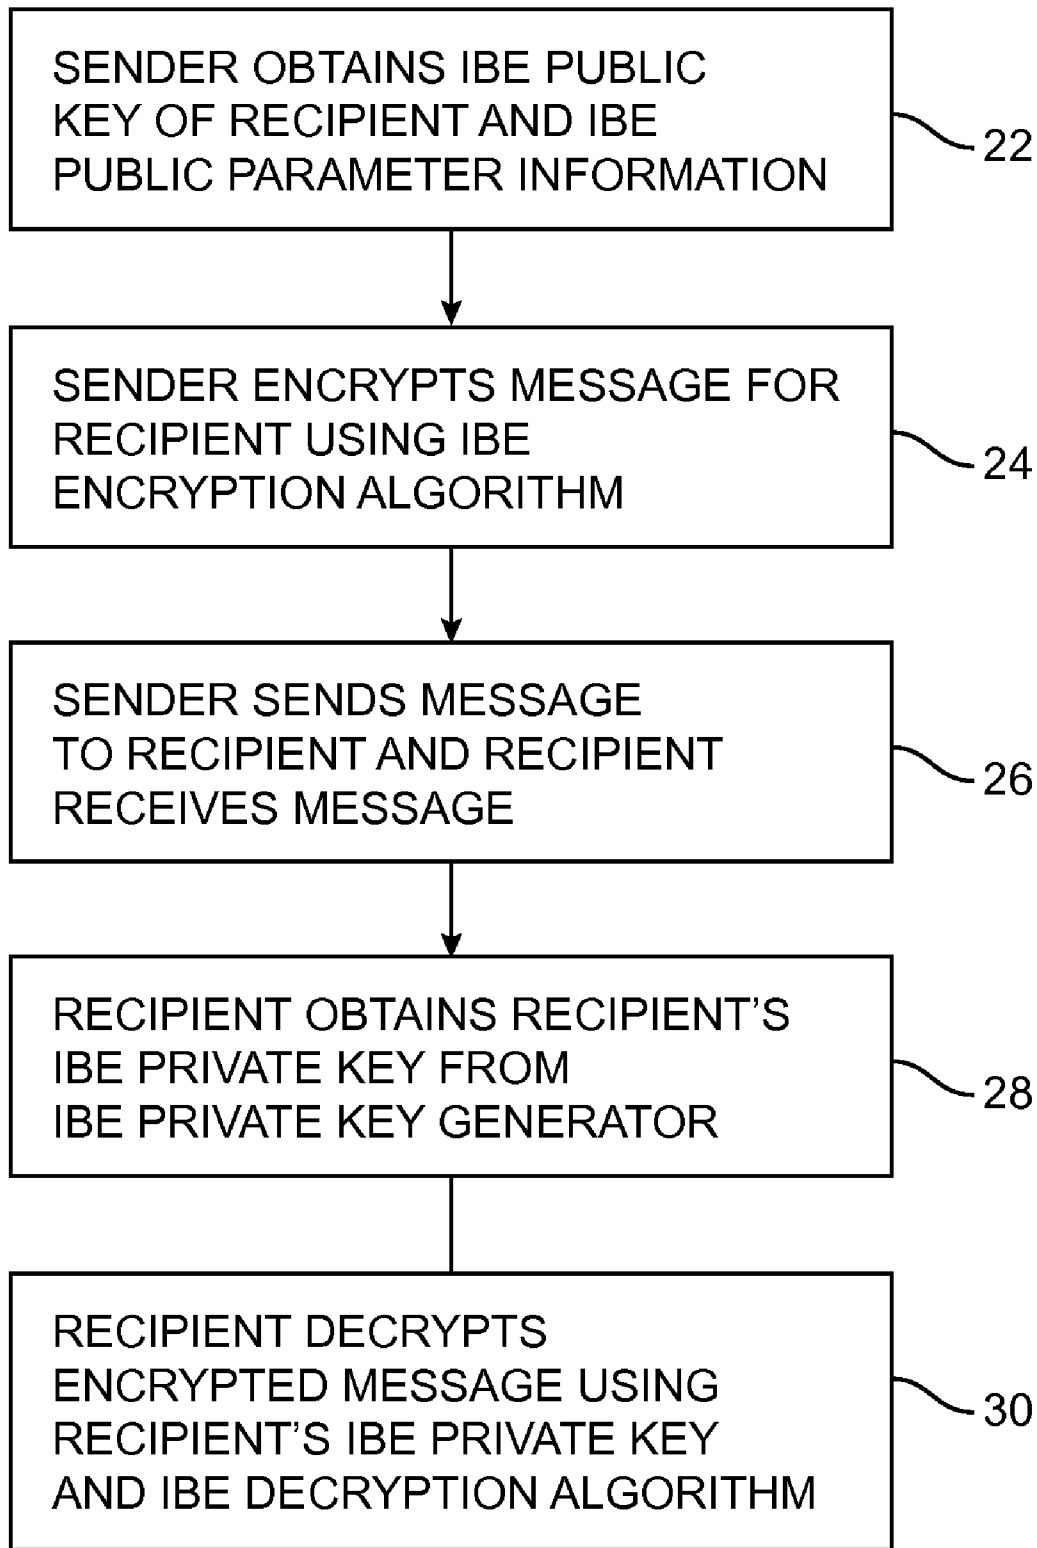 SENDER OBTAINS IBE PUBLIC
KEY OF RECIPIENT AND IBE
PUBLIC PARAMETER INFORMATION
22
SENDER ENCRYPTS MESSAGE FOR
RECIPIENT USING IBE
ENCRYPTION ALGORITHM
24
SENDER SENDS MESSAGE
TO RECIPIENT AND RECIPIENT
RECEIVES MESSAGE
26
RECIPIENT OBTAINS RECIPIENT'S
IBE PRIVATE KEY FROM
IBE PRIVATE KEY GENERATOR
28
RECIPIENT DECRYPTS
ENCRYPTED MESSAGE USING
RECIPIENT'S IBE PRIVATE KEY
AND IBE DECRYPTION ALGORITHM
30